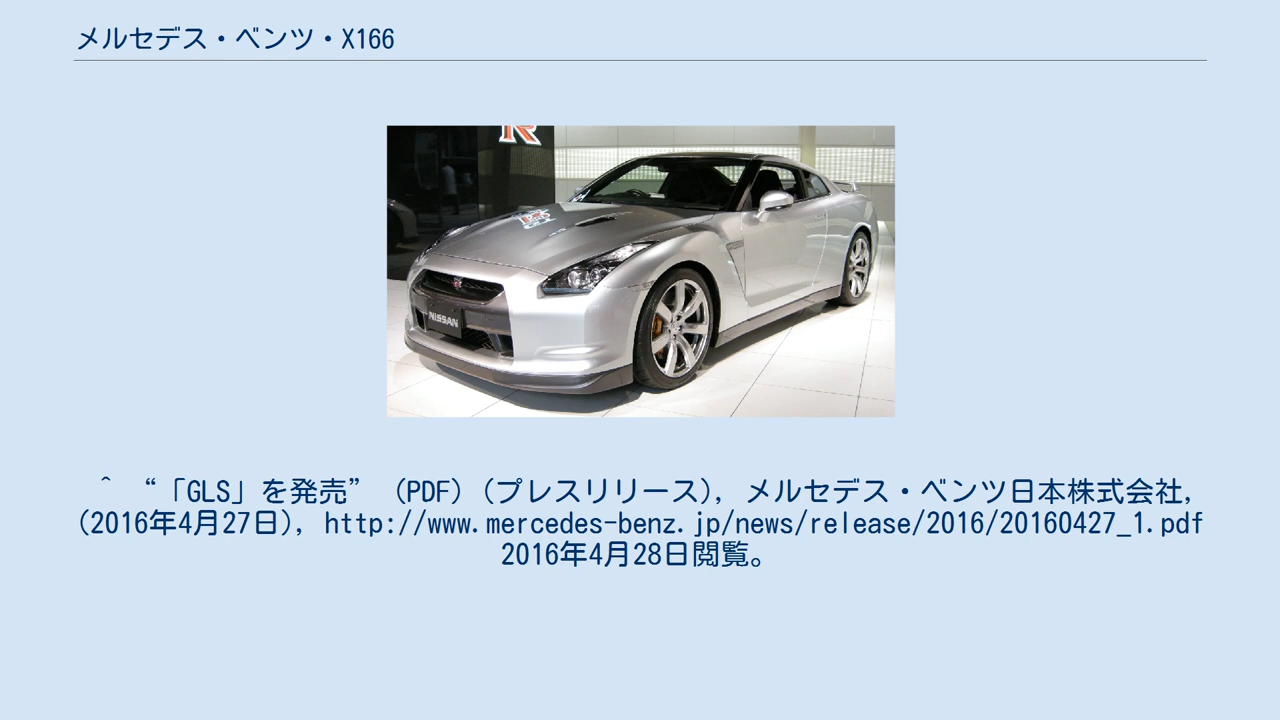 メルセデス・ベンツ・X166
R
NISSAN
^ “「GLS」を発売” (PDF) (プレスリリース), メルセデス・ベンツ日本株式会社,
(2016年4月27日), http://www.mercedes-benz.jp/news/release/2016/20160427_1.pdf
2016年4月28日閲覧。